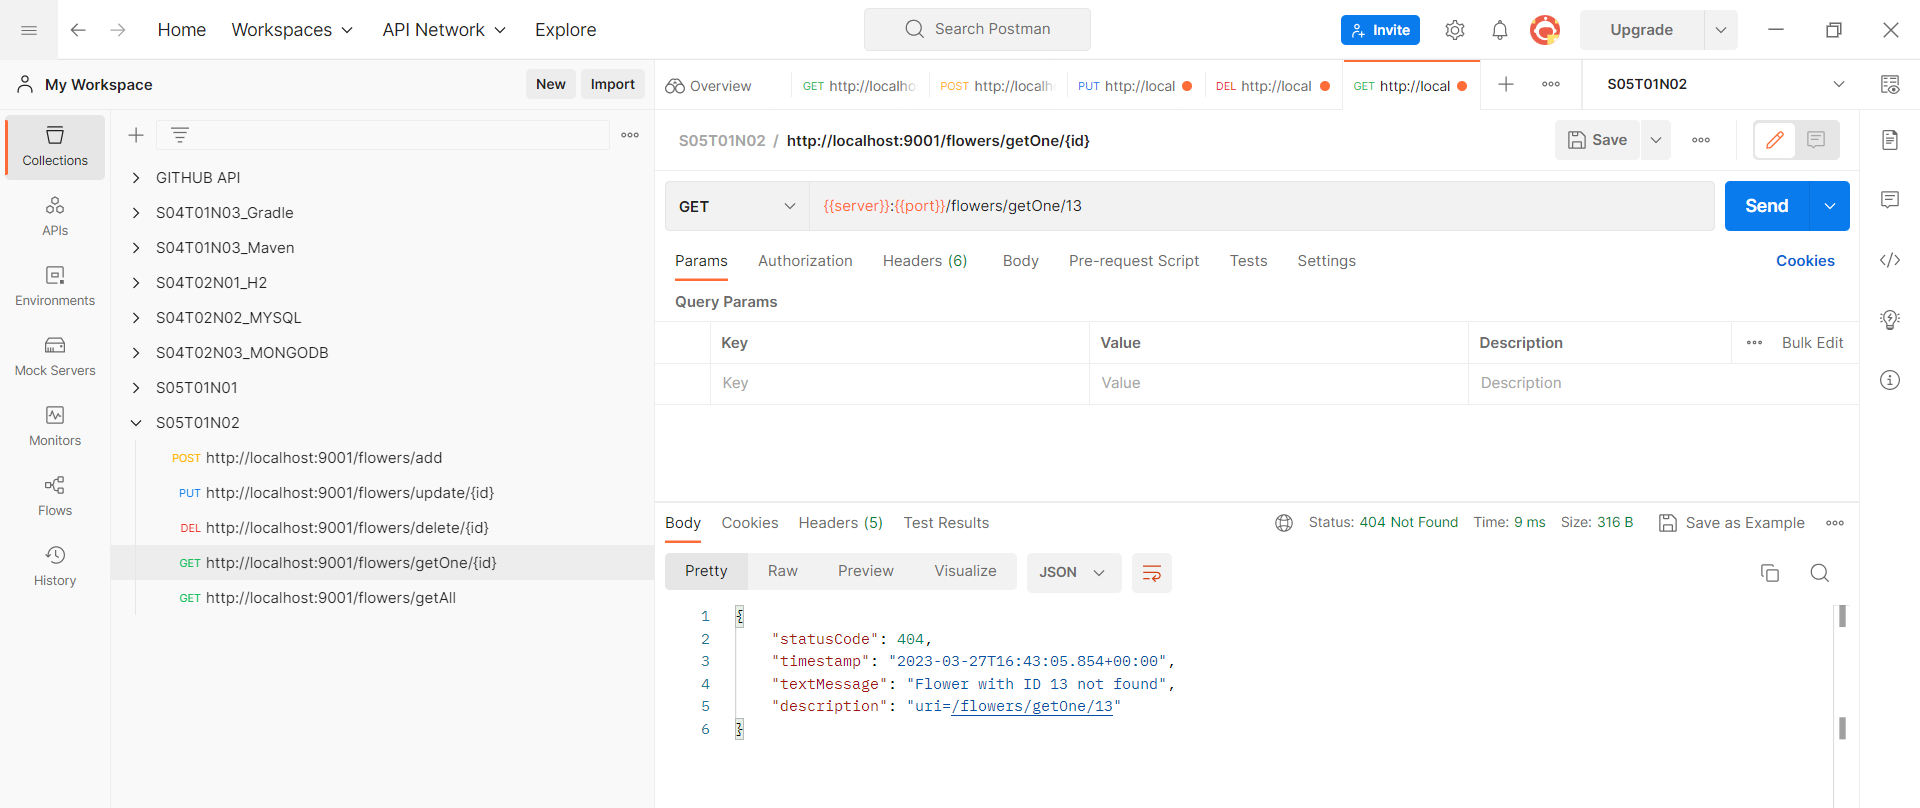 Home Workspaces API Network Explore Search Postman Invite Upgrade
My Workspace New Import
Overview GET http://localho POST http://localh PUT http://local DEL http://local GET http://local S05T01N02
Collections
APIs
Environments
Mock Servers
Monitors
Flows
History
GITHUB API
S04T01N03_Gradle
S04T01N03_Maven
S04T02N01_H2
S04T02N02_MYSQL
S04T02N03_MONGODB
S05T01N01
S05T01N02
POST http://localhost:9001/flowers/add
PUT http://localhost:9001/flowers/update/{id}
DEL http://localhost:9001/flowers/delete/{id}
GET http://localhost:9001/flowers/getOne/{id}
GET http://localhost:9001/flowers/getAll
S05T01N02 / http://localhost:9001/flowers/getOne/{id} Save
GET {{server}}:{{port}}/flowers/getOne/13 Send
Params Authorization Headers (6) Body Pre-request Script Tests Settings Cookies
Query Params
Key Value Description Bulk Edit
Key Value Description
Body Cookies Headers (5) Test Results Status: 404 Not Found Time: 9 ms Size: 316 B Save as Example
Pretty Raw Preview Visualize JSON
1 {
2 "statusCode": 404,
3 "timestamp": "2023-03-27T16:43:05.854+00:00",
4 "textMessage": "Flower with ID 13 not found",
5 "description": "uri=/flowers/getOne/13"
6 }